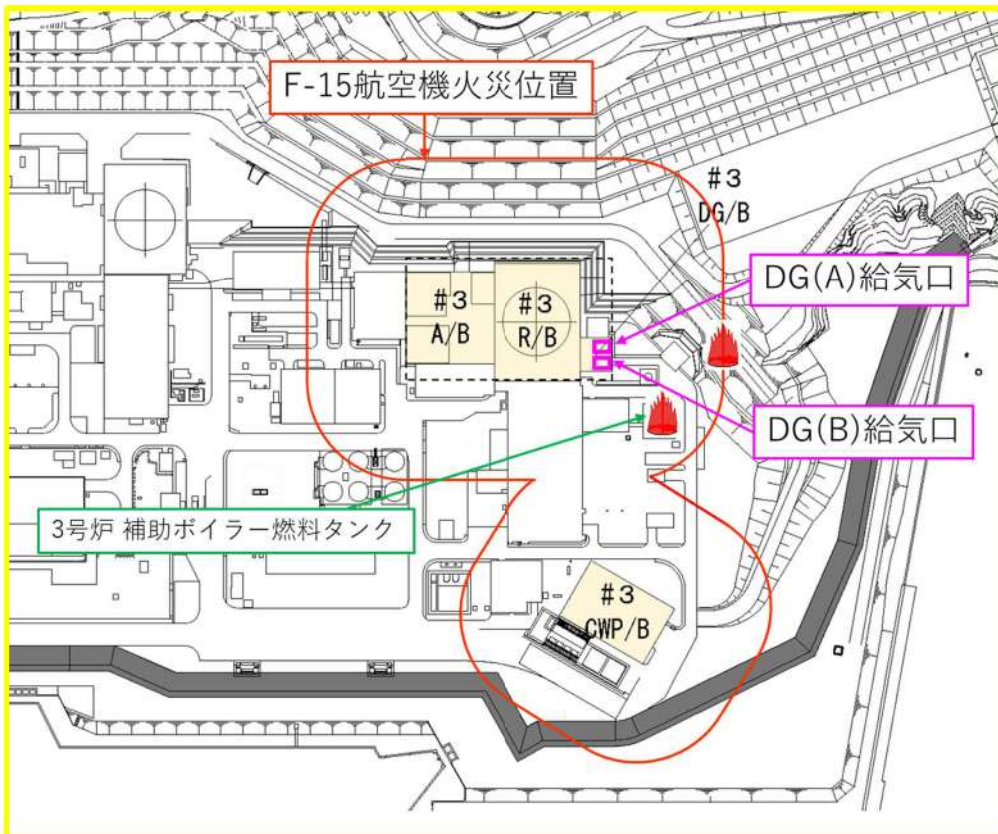 F-15航空機火災位置
#3
DG/B
DG(A)給気口
#3
A/B
#3
R/B
DG(B)給気口
3号炉 補助ボイラー燃料タンク
#3
CWP/B